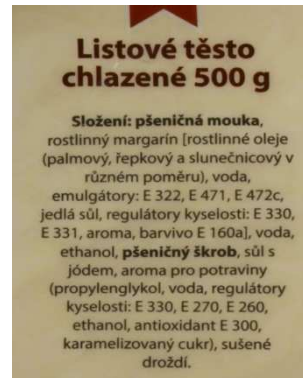 Listové těsto
chlazené 500 g
Složení: pšeničná mouka,
rostlinný margarín [rostlinné oleje
(palmový, řepkový a slunečnicový v
různém poměru), voda,
emulgátory: E 322, E 471, E 472c,
jedlá sůl, regulátory kyselosti: E 330,
E 331, aroma, barvivo E 160a], voda,
ethanol, pšeničný škrob, sůl s
jódem, aroma pro potraviny
(propylenglykol, voda, regulátory
kyselosti: E 330, E 270, E 260,
ethanol, antioxidant E 300,
karamelizovaný cukr), sušené
droždí.